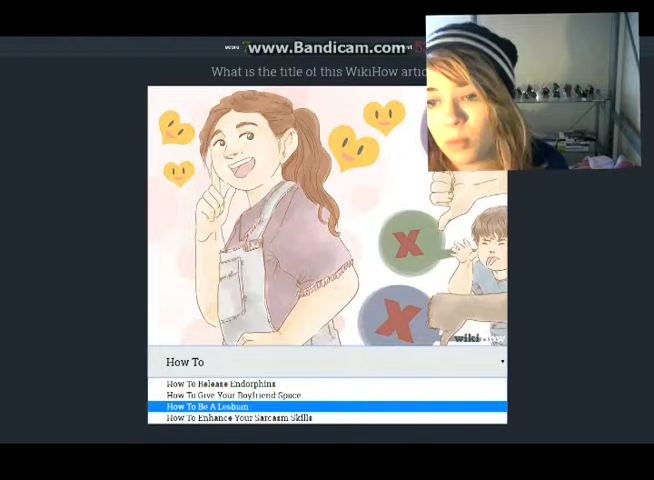 www.Bandicam.com
What is the title of this WikiHow artic
X
X
wiki
How To
How To Release Endorphins
How To Give Your Boyfriend Space
How To Be A Lesbian
How To Enhance Your Sarcasm Skills